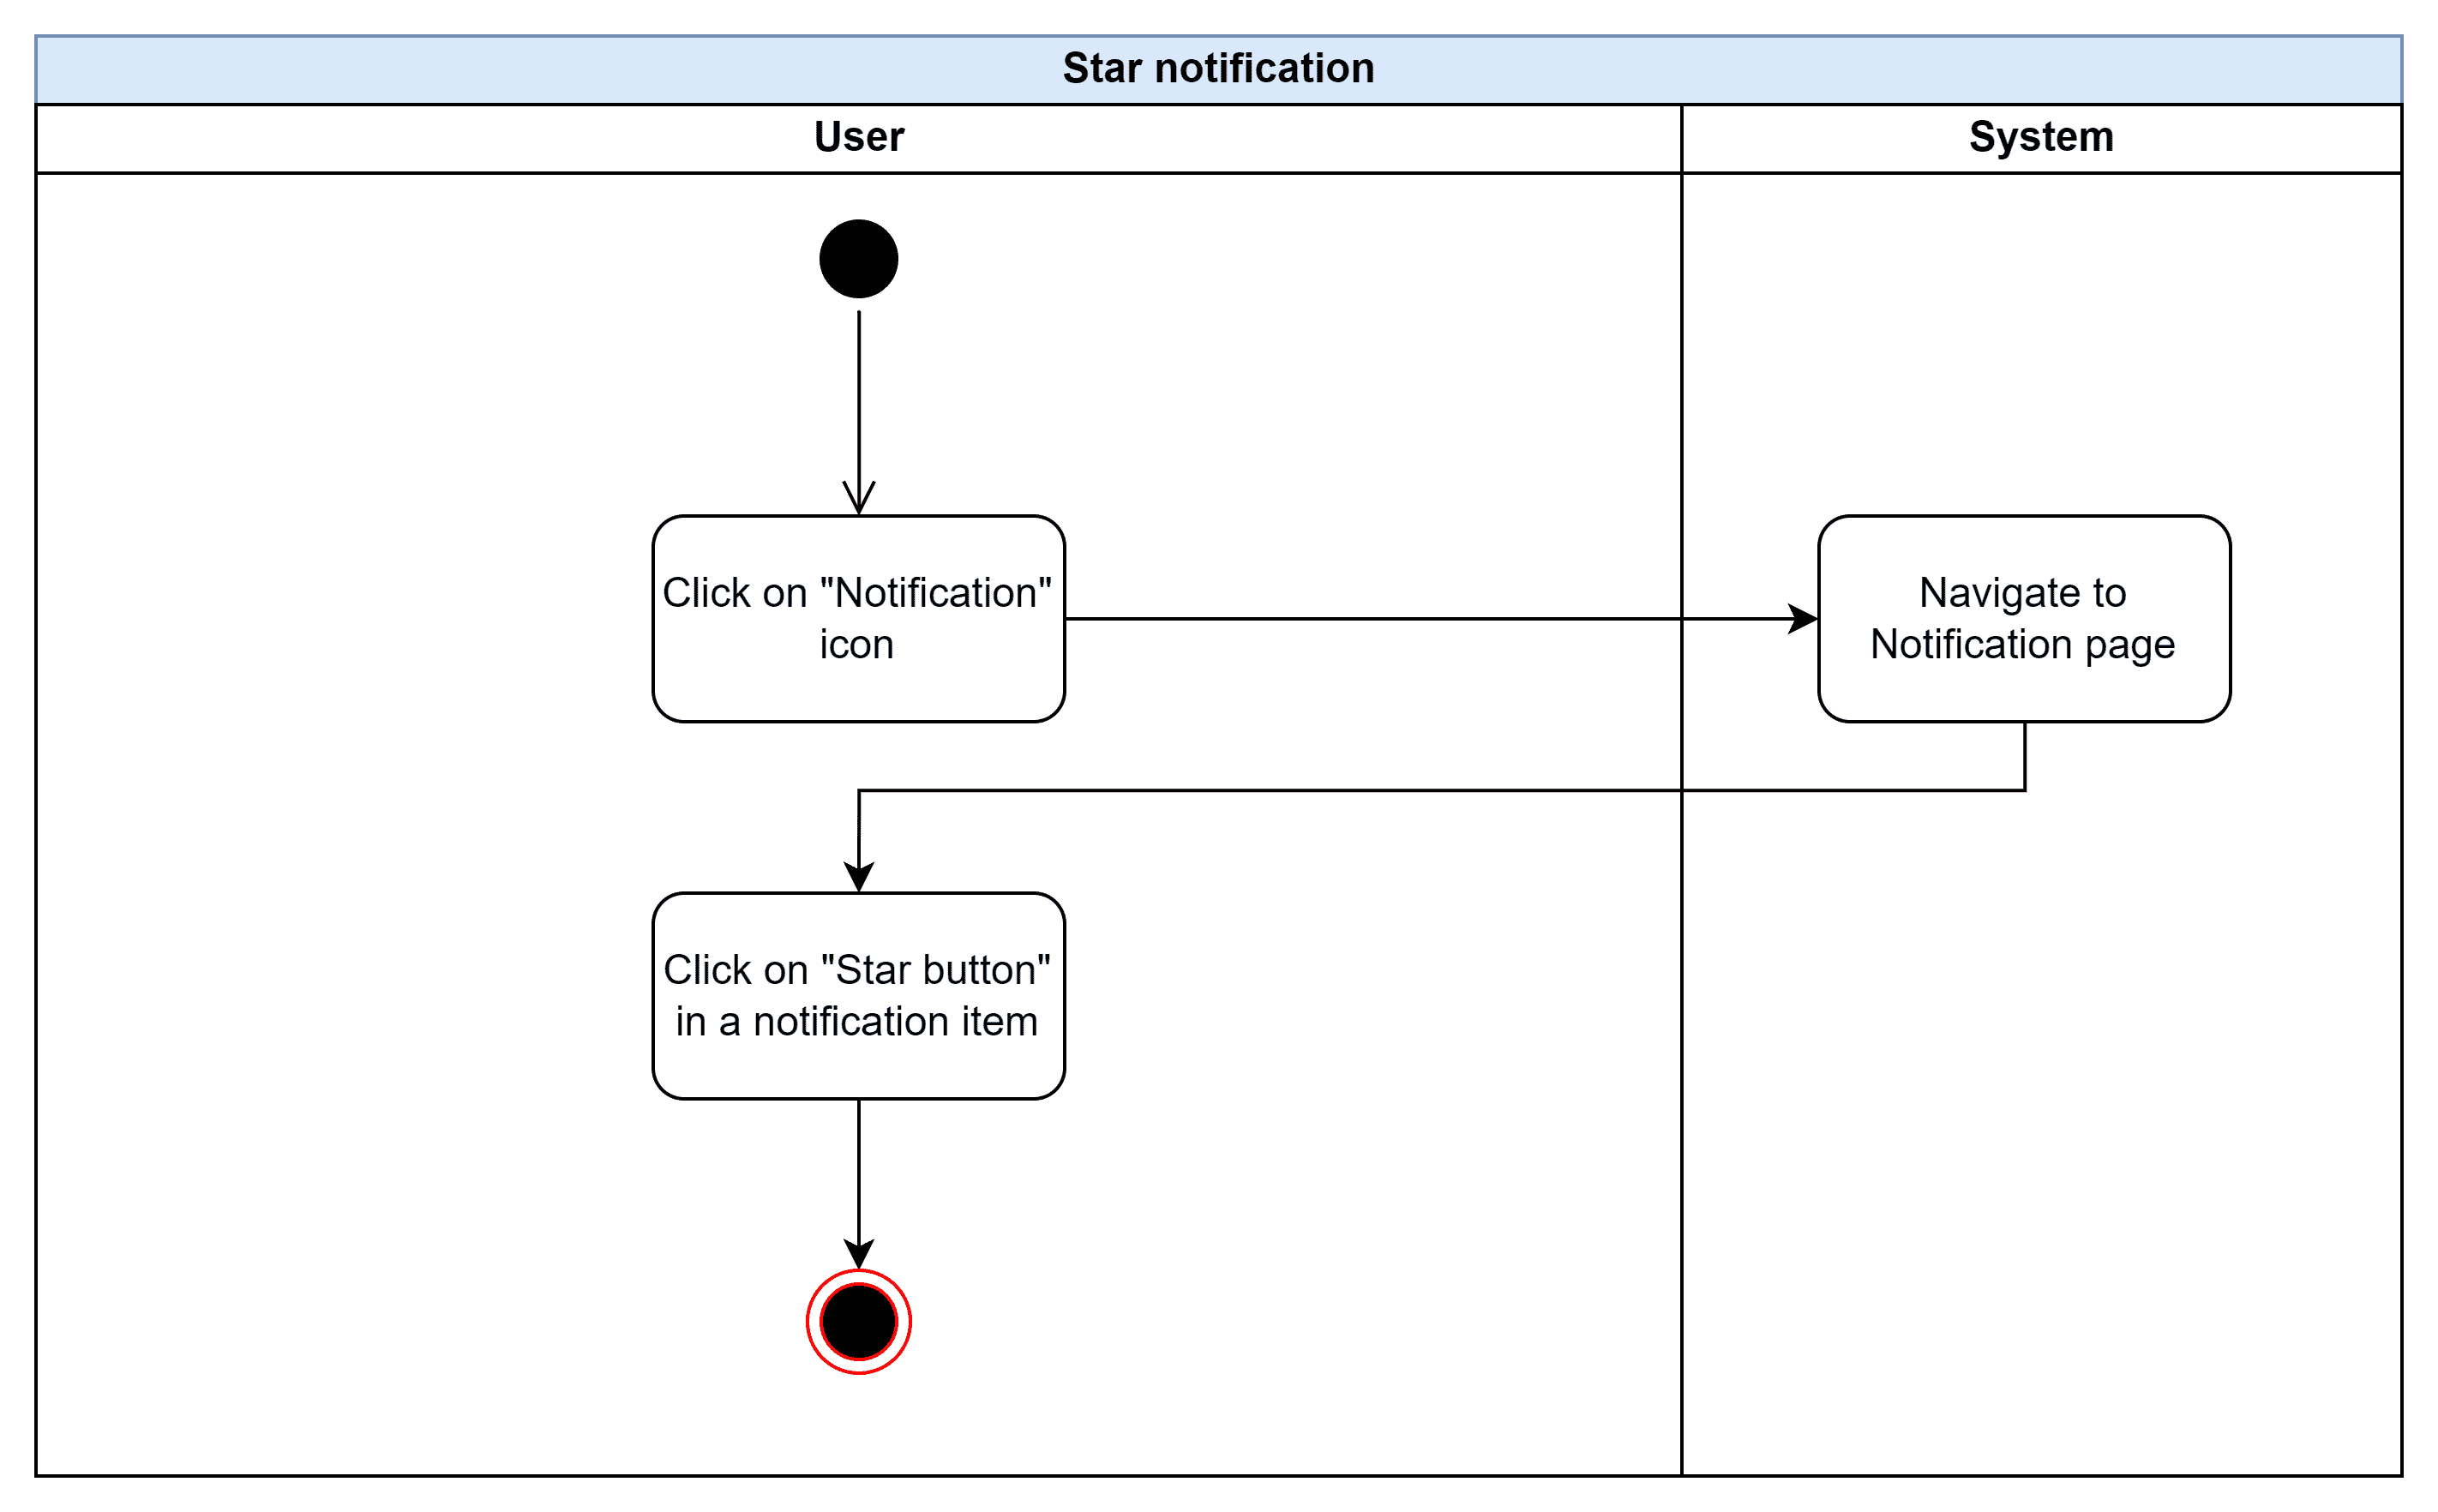 Star notification
User
System
Click on "Notification"
icon
Navigate to
Notification page
Click on "Star button"
in a notification item